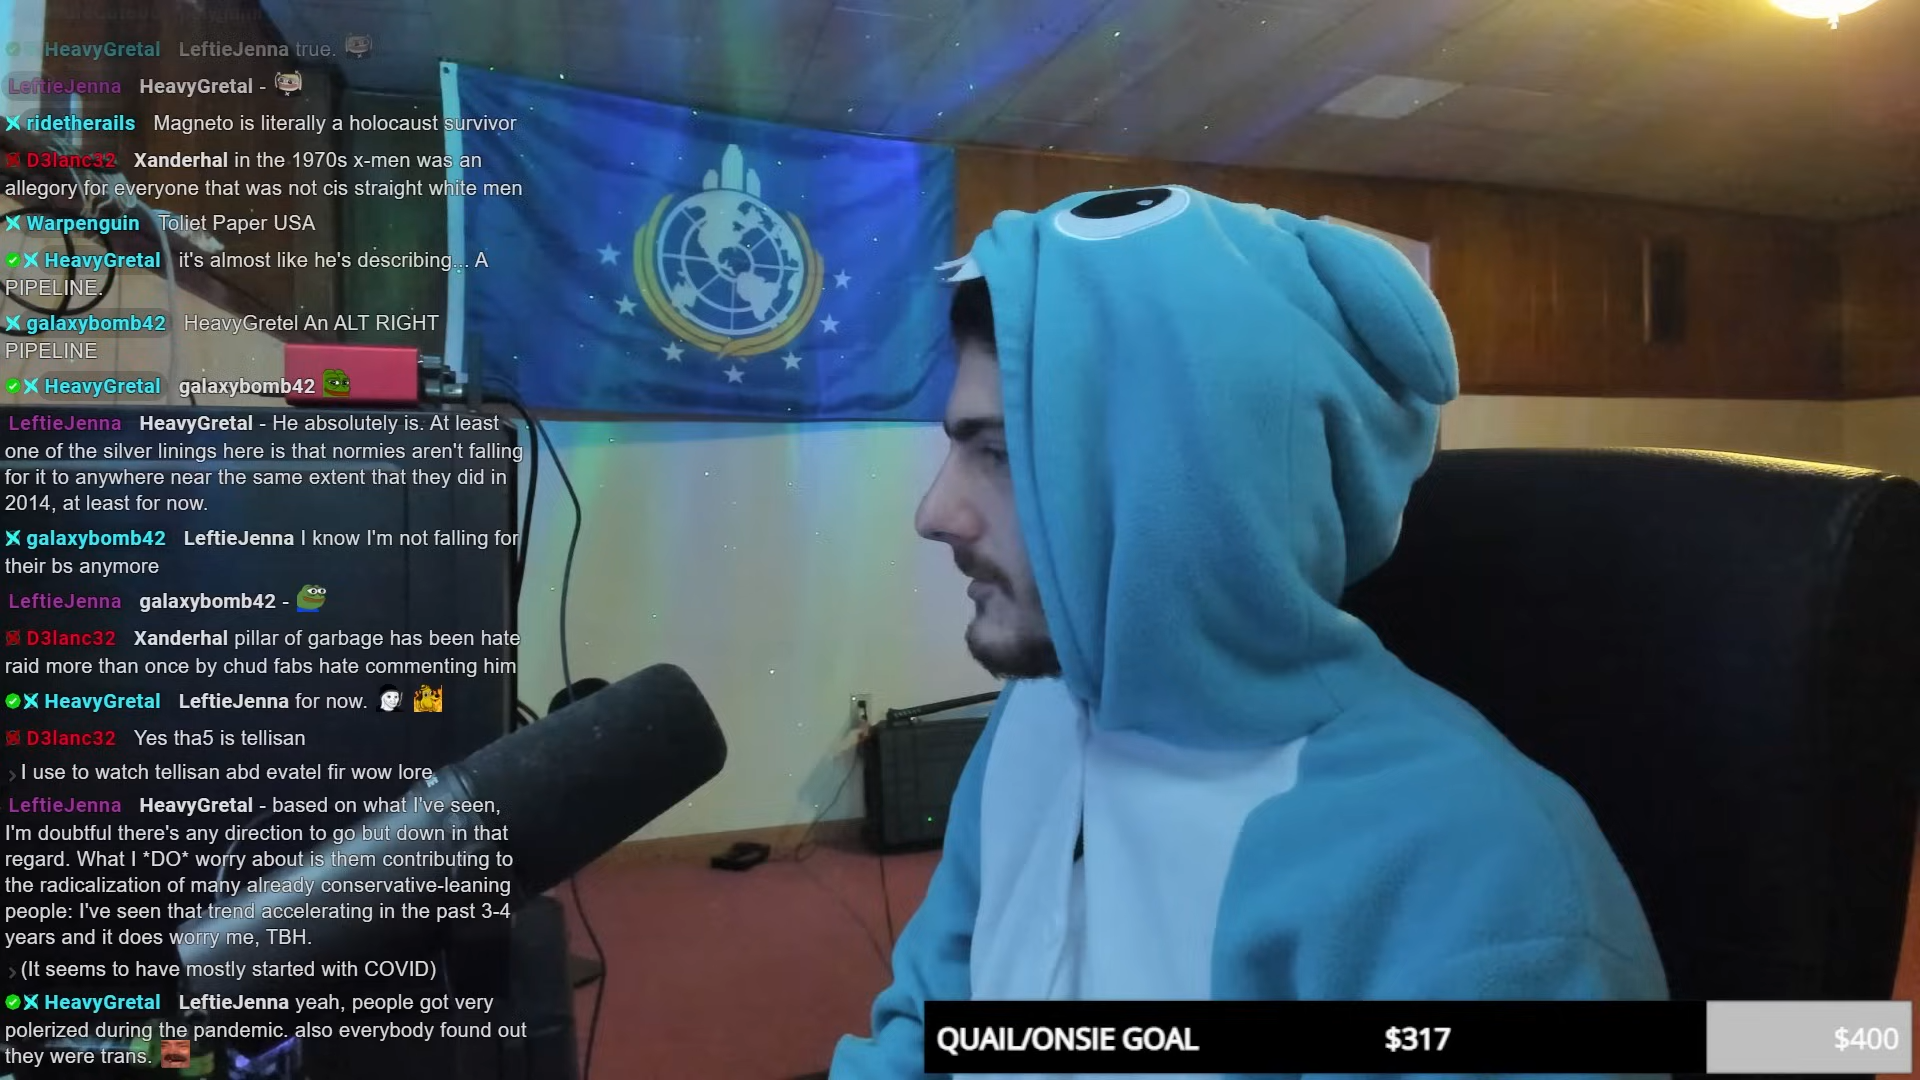 HeavyGretal LeftieJenna true.
LeftieJenna HeavyGretal -
ridetherails Magneto is literally a holocaust survivor
D3lanc32 Xanderhal in the 1970s x-men was an
allegory for everyone that was not cis straight white men
Warpenguin Toliet Paper USA
HeavyGretal it's almost like he's describing... A
PIPELINE.
galaxybomb42 HeavyGretel An ALT RIGHT
PIPELINE
HeavyGretal galaxybomb42
LeftieJenna HeavyGretal - He absolutely is. At least
one of the silver linings here is that normies aren't falling
for it to anywhere near the same extent that they did in
2014, at least for now.
galaxybomb42 LeftieJenna I know I'm not falling for
their bs anymore
LeftieJenna galaxybomb42 -
D3lanc32 Xanderhal pillar of garbage has been hate
raid more than once by chud fabs hate commenting him
HeavyGretal LeftieJenna for now.
D3lanc32 Yes tha5 is tellisan
I use to watch tellisan abd evatel fir wow lore
LeftieJenna HeavyGretal - based on what I've seen,
I'm doubtful there's any direction to go but down in that
regard. What I *DO* worry about is them contributing to
the radicalization of many already conservative-leaning
people: I've seen that trend accelerating in the past 3-4
years and it does worry me, TBH.
(It seems to have mostly started with COVID)
HeavyGretal LeftieJenna yeah, people got very
polerized during the pandemic. also everybody found out
they were trans.
QUAIL/ONSIE GOAL $317 $400